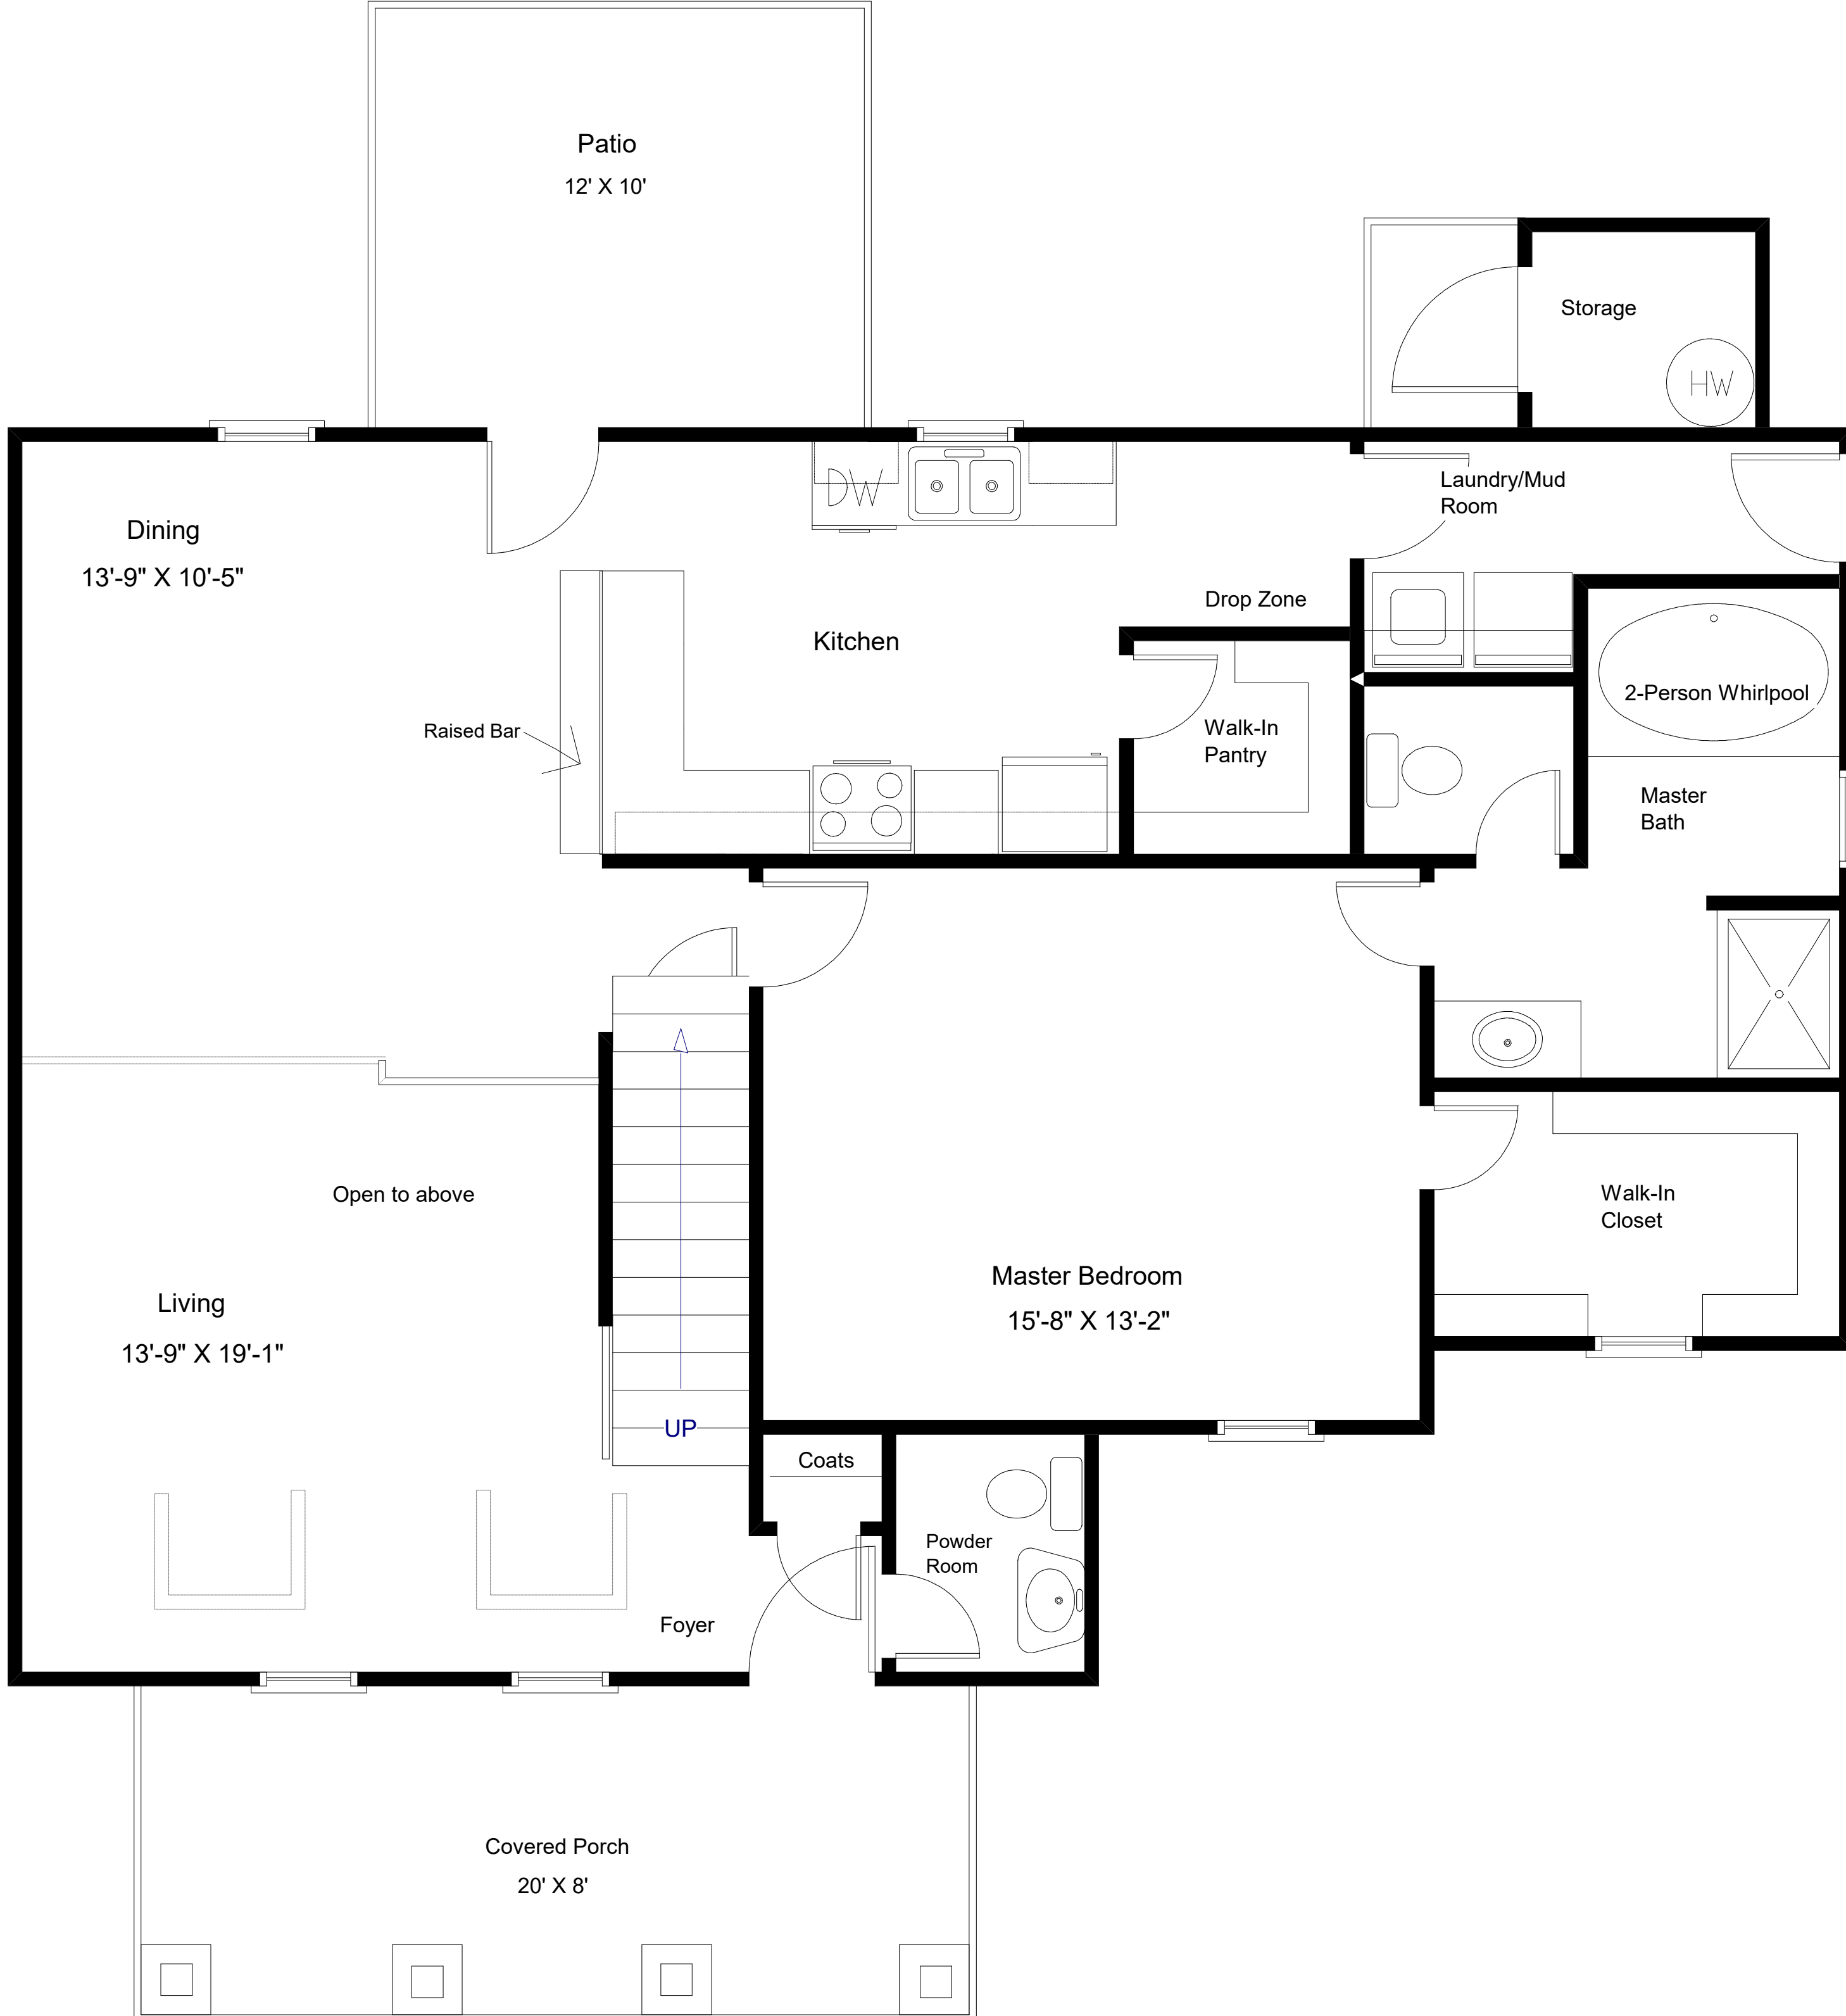 Patio
12' X 10'
Storage
HW
Dining
13'-9" X 10'-5"
DW
Laundry/Mud
Room
Drop Zone
Kitchen
2-Person Whirlpool
Raised Bar
Walk-In
Pantry
Master
Bath
Open to above
Walk-In
Closet
Master Bedroom
15'-8" X 13'-2"
Living
13'-9" X 19'-1"
UP
Coats
Powder
Room
Foyer
Covered Porch
20' X 8'